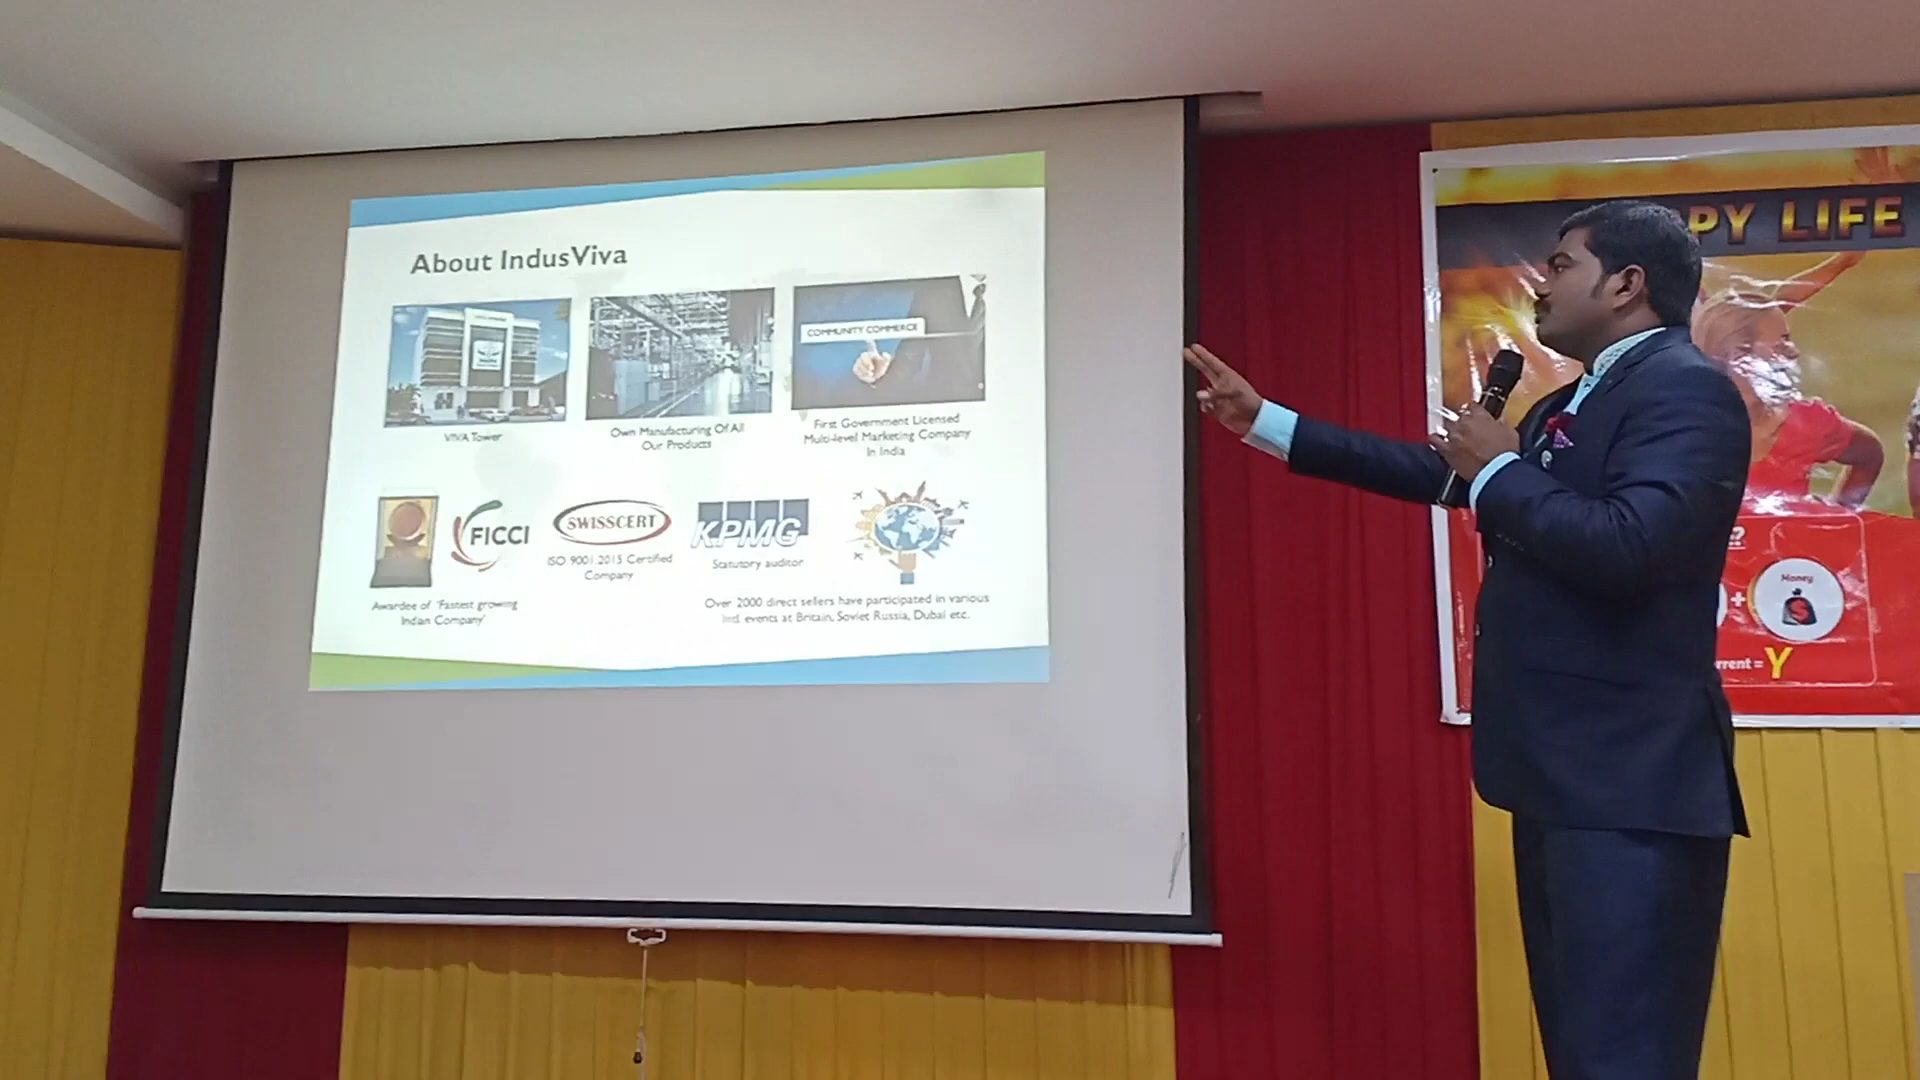 About IndusViva
COMMUNITY COMMERCE
VIVA Tower
Own Manufacturing Of All
Our Products
First Government Licensed
Multi-level Marketing Company
In India
FICCI
SWISSCERT
KPMG
ISO 9001:2015 Certified
Company
Statutory auditor
Awardee of 'Fastest growing
Indian Company'
Over 2000 direct sellers have participated in various
Intl. events at Britain, Soviet Russia, Dubai etc.
PY LIFE
?
Money
$
+
rrent = Y